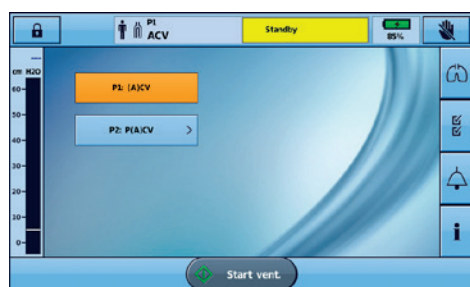 P1
ACV
Standby
85%
cm H2O
60
50
40
30
20
10
0
P1: (A)CV
P2: P(A)CV
Start vent.